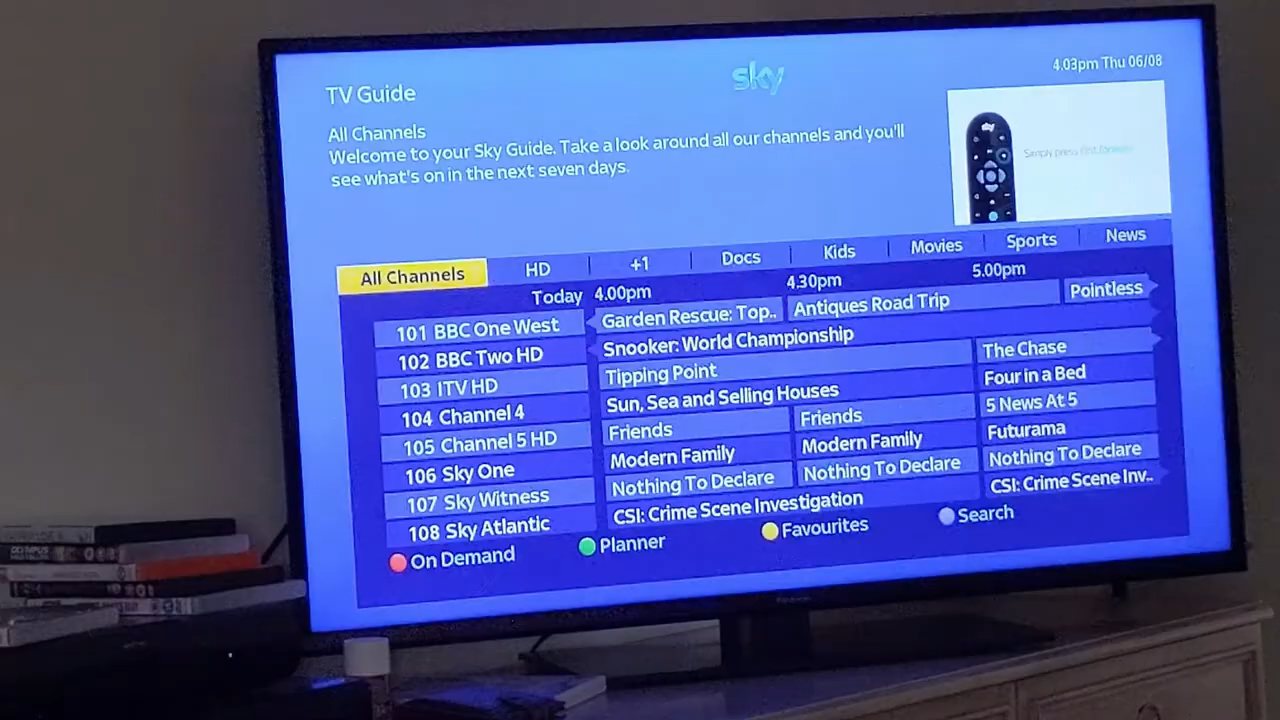 sky
4.03pm Thu 06/08
TV Guide
All Channels
Welcome to your Sky Guide. Take a look around all our channels and you'll
see what's on in the next seven days.
sky
Simply press
All Channels HD +1 Docs Kids Movies Sports News
Today 4.00pm 4.30pm 5.00pm
101 BBC One West Garden Rescue: Top.. Antiques Road Trip Pointless
102 BBC Two HD Snooker: World Championship
103 ITV HD Tipping Point The Chase
104 Channel 4 Sun, Sea and Selling Houses Four in a Bed
105 Channel 5 HD Friends Friends 5 News At 5
106 Sky One Modern Family Modern Family Futurama
107 Sky Witness Nothing To Declare Nothing To Declare Nothing To Declare
108 Sky Atlantic CSI: Crime Scene Investigation CSI: Crime Scene Inv..
On Demand Planner Favourites Search
Panasonic
OLYMPUS